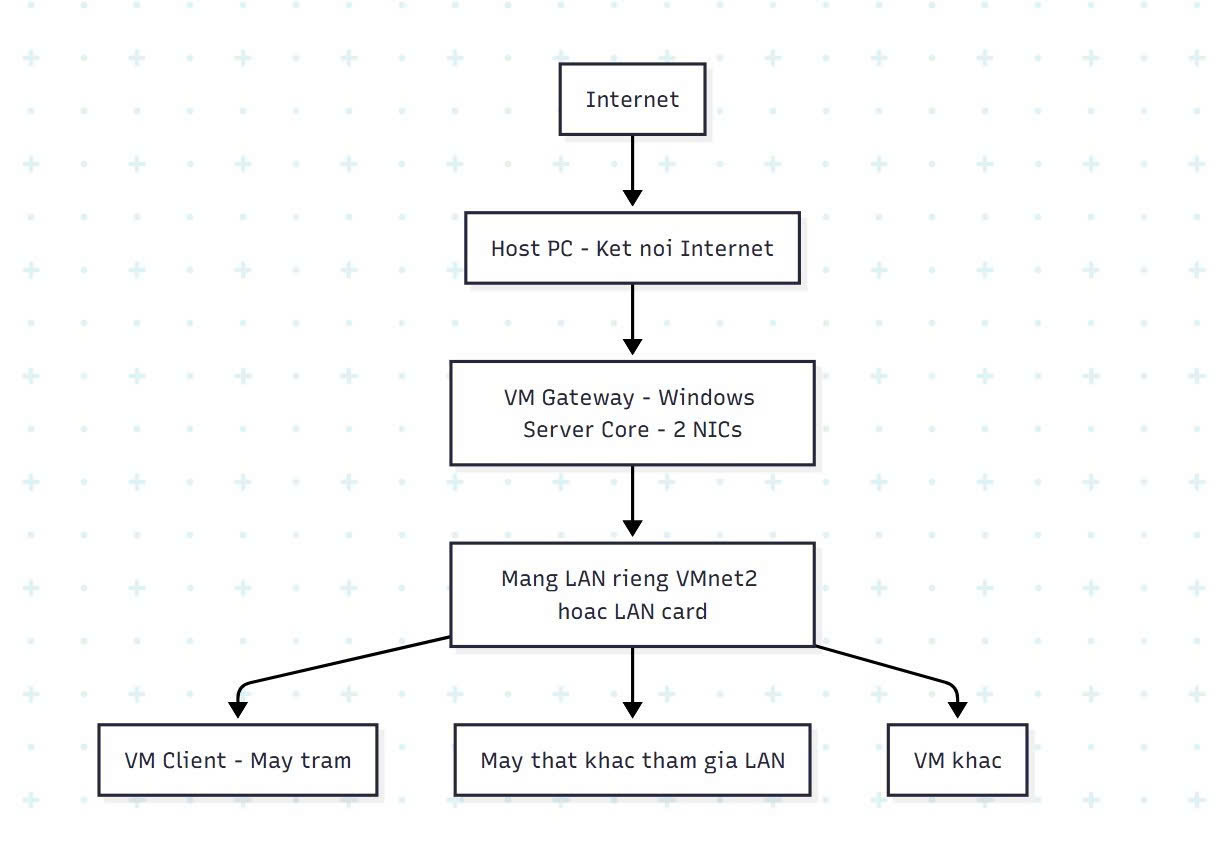 Internet
Host PC - Ket noi Internet
VM Gateway - Windows
Server Core - 2 NICs
Mang LAN rieng VMnet2
hoac LAN card
VM Client - May tram
May that khac tham gia LAN
VM khac